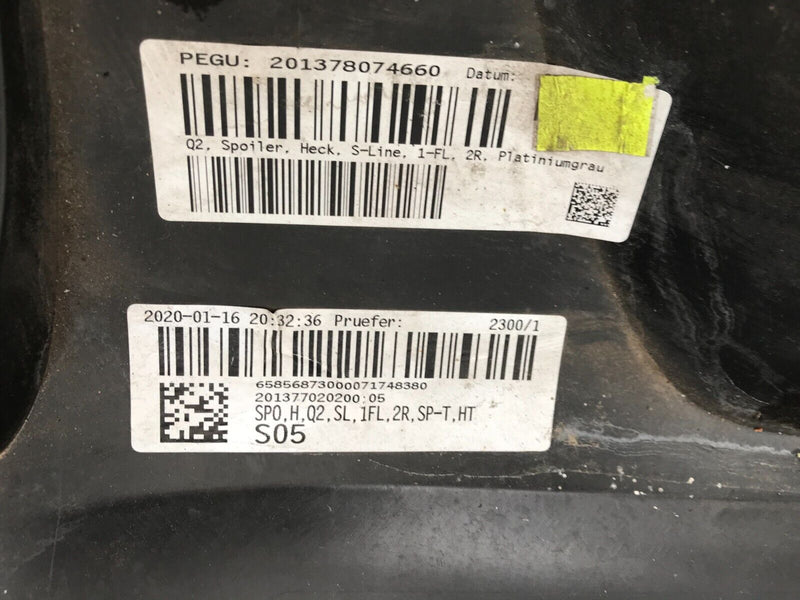 PEGU: 201378074660 Datum:
Q2, Spoiler, Heck, S-Line, 1-FL, 2R, Platiniumgrau
2020-01-16 20:32:36 Pruefer: 2300/1
65856873000071748380
201377020200:05
SPO,H,Q2,SL,1FL,2R,SP-T,HT
S05